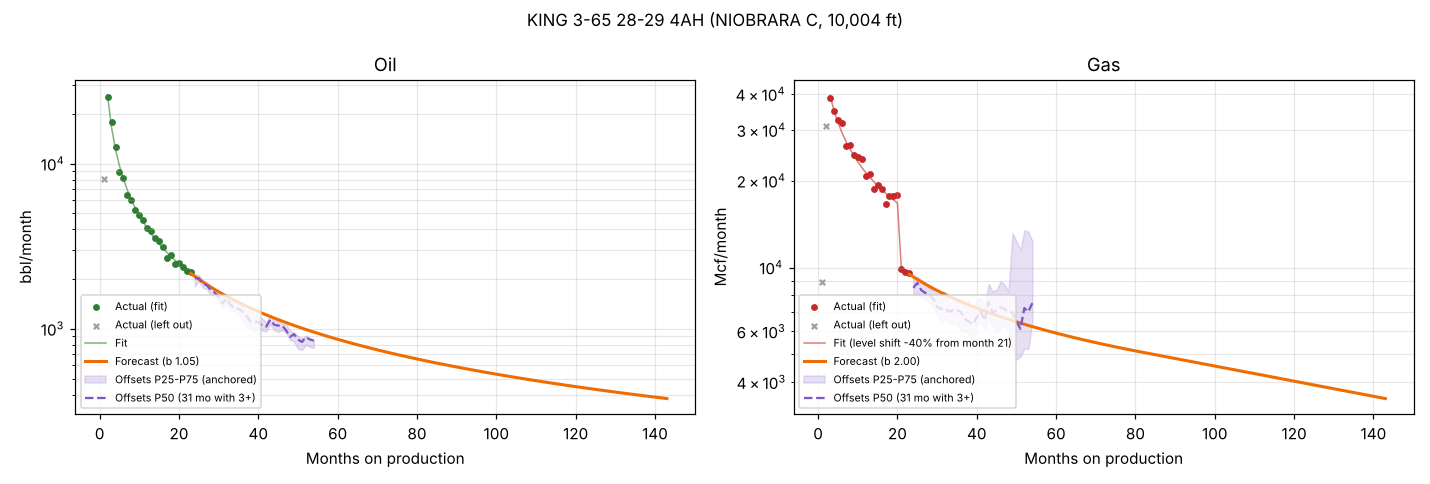 KING 3-65 28-29 4AH (NIOBRARA C, 10,004 ft)
Oil
bbl/month
10⁴
10³
Actual (fit)
Actual (left out)
Fit
Forecast (b 1.05)
Offsets P25-P75 (anchored)
Offsets P50 (31 mo with 3+)
0 20 40 60 80 100 120 140
Months on production
Gas
Mcf/month
4 × 10⁴
3 × 10⁴
2 × 10⁴
10⁴
6 × 10³
4 × 10³
Actual (fit)
Actual (left out)
Fit (level shift -40% from month 21)
Forecast (b 2.00)
Offsets P25-P75 (anchored)
Offsets P50 (31 mo with 3+)
0 20 40 60 80 100 120 140
Months on production